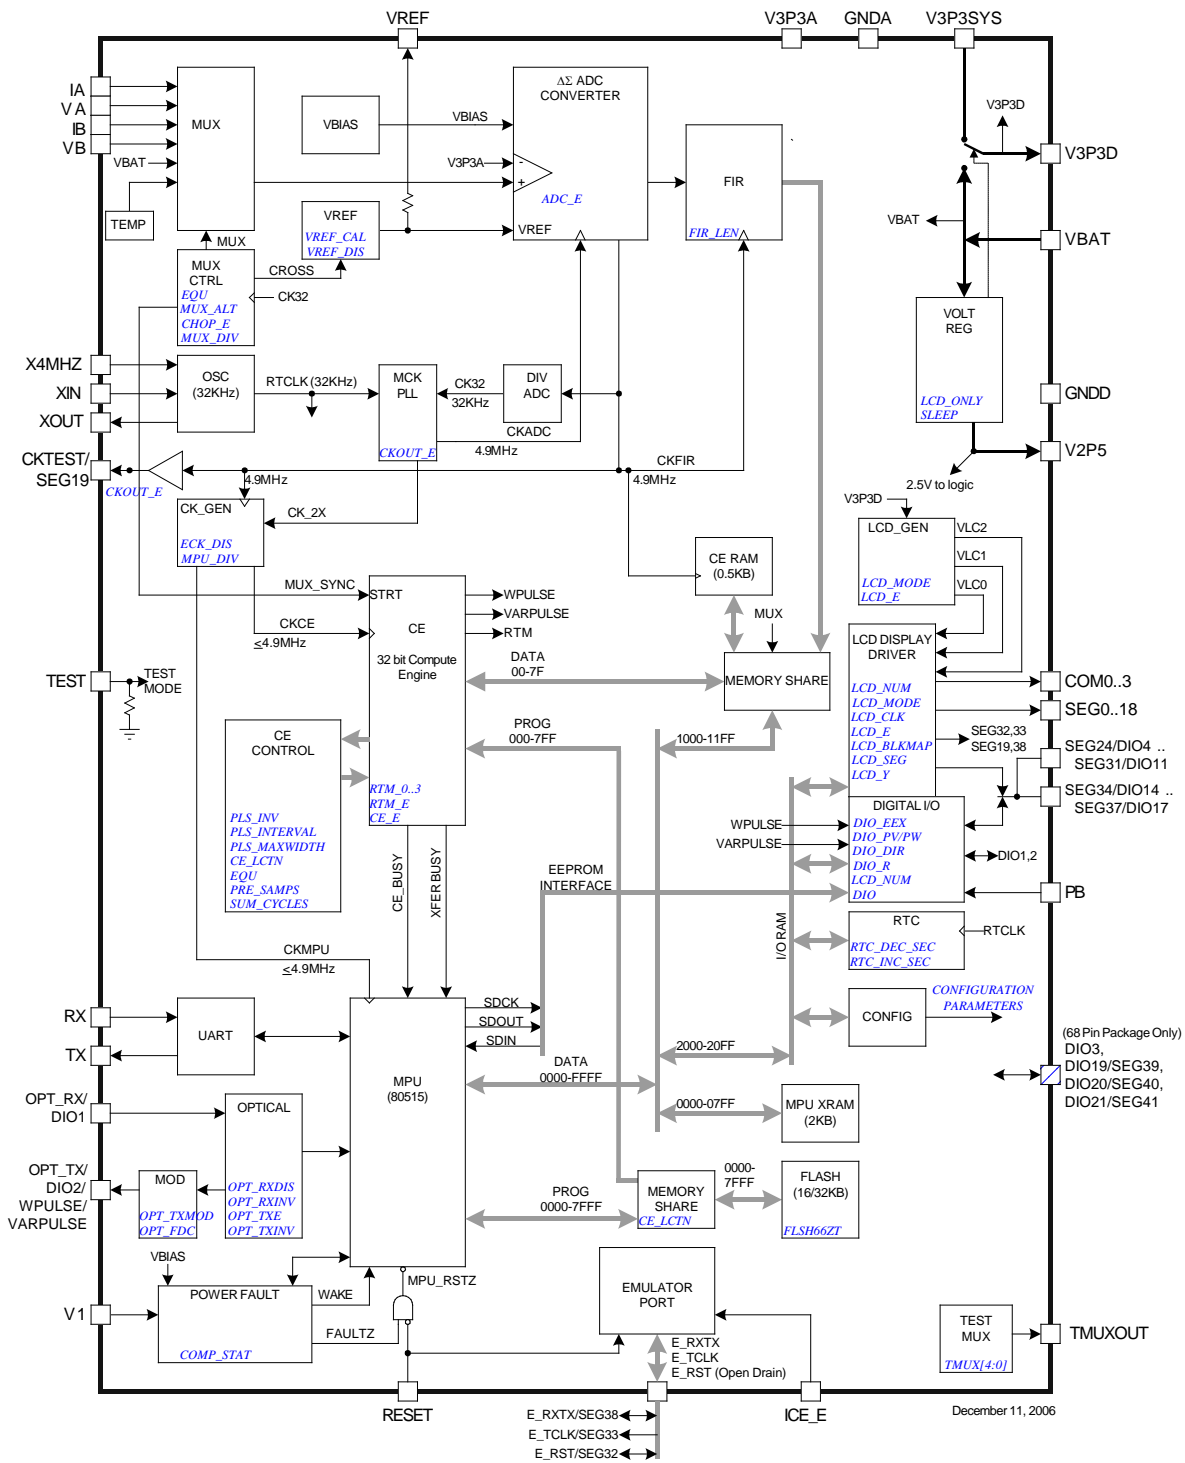 VREF
V3P3A
GNDA
V3P3SYS
IA
VA
IB
VB
VBAT
TEMP
MUX
VBIAS
VBIAS
V3P3A
ΔΣ ADC
CONVERTER
-
+
ADC_E
VREF
FIR
FIR_LEN
V3P3D
V3P3D
VBAT
VBAT
MUX
VREF
VREF_CAL
VREF_DIS
MUX
CTRL
EQU
MUX_ALT
CHOP_E
MUX_DIV
CROSS
CK32
VOLT
REG
LCD_ONLY
SLEEP
GNDD
V2P5
2.5V to logic
X4MHZ
XIN
XOUT
OSC
(32KHz)
RTCLK (32KHz)
MCK
PLL
CKOUT_E
CK32
32KHz
DIV
ADC
CKADC
4.9MHz
CKFIR
4.9MHz
CKTEST/
SEG19
CKOUT_E
4.9MHz
CK_GEN
ECK_DIS
MPU_DIV
CK_2X
V3P3D
LCD_GEN
LCD_MODE
LCD_E
VLC2
VLC1
VLC0
CE RAM
(0.5KB)
MUX
MUX_SYNC
STRT
CE
32 bit Compute
Engine
RTM_0..3
RTM_E
CE_E
WPULSE
VARPULSE
RTM
CKCE
≤4.9MHz
DATA
00-7F
MEMORY SHARE
LCD DISPLAY
DRIVER
LCD_NUM
LCD_MODE
LCD_CLK
LCD_E
LCD_BLKMAP
LCD_SEG
LCD_Y
COM0..3
SEG0..18
SEG32,33
SEG19,38
SEG24/DIO4 ..
SEG31/DIO11
SEG34/DIO14 ..
SEG37/DIO17
TEST
TEST
MODE
PROG
000-7FF
1000-11FF
CE
CONTROL
PLS_INV
PLS_INTERVAL
PLS_MAXWIDTH
CE_LCTN
EQU
PRE_SAMPS
SUM_CYCLES
WPULSE
VARPULSE
DIGITAL I/O
DIO_EEX
DIO_PV/PW
DIO_DIR
DIO_R
LCD_NUM
DIO
DIO1,2
PB
CE_BUSY
XFER BUSY
EEPROM
INTERFACE
I/O RAM
RTC
RTC_DEC_SEC
RTC_INC_SEC
RTCLK
CKMPU
≤4.9MHz
CONFIG
CONFIGURATION
PARAMETERS
RX
TX
UART
MPU
(80515)
SDCK
SDOUT
SDIN
DATA
0000-FFFF
2000-20FF
(68 Pin Package Only)
DIO3,
DIO19/SEG39,
DIO20/SEG40,
DIO21/SEG41
0000-07FF
MPU XRAM
(2KB)
OPT_RX/
DIO1
OPTICAL
OPT_RXDIS
OPT_RXINV
OPT_TXE
OPT_TXINV
OPT_TX/
DIO2/
WPULSE/
VARPULSE
MOD
OPT_TXMOD
OPT_FDC
PROG
0000-7FFF
MEMORY
SHARE
CE_LCTN
0000-
7FFF
FLASH
(16/32KB)
FLSH66ZT
VBIAS
V1
POWER FAULT
COMP_STAT
WAKE
FAULTZ
MPU_RSTZ
EMULATOR
PORT
E_RXTX
E_TCLK
E_RST (Open Drain)
TEST
MUX
TMUX[4:0]
TMUXOUT
RESET
ICE_E
E_RXTX/SEG38
E_TCLK/SEG33
E_RST/SEG32
December 11, 2006